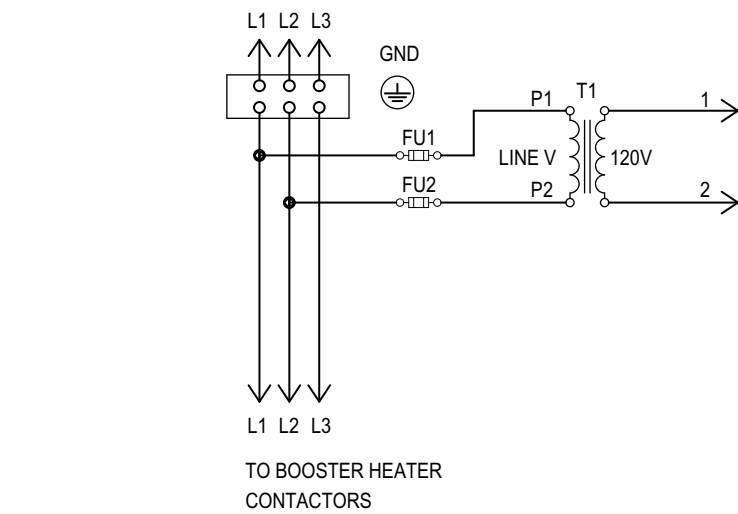 L1 L2 L3
GND
P1 T1 1
FU1
LINE V 120V
FU2
P2 2
L1 L2 L3
TO BOOSTER HEATER
CONTACTORS